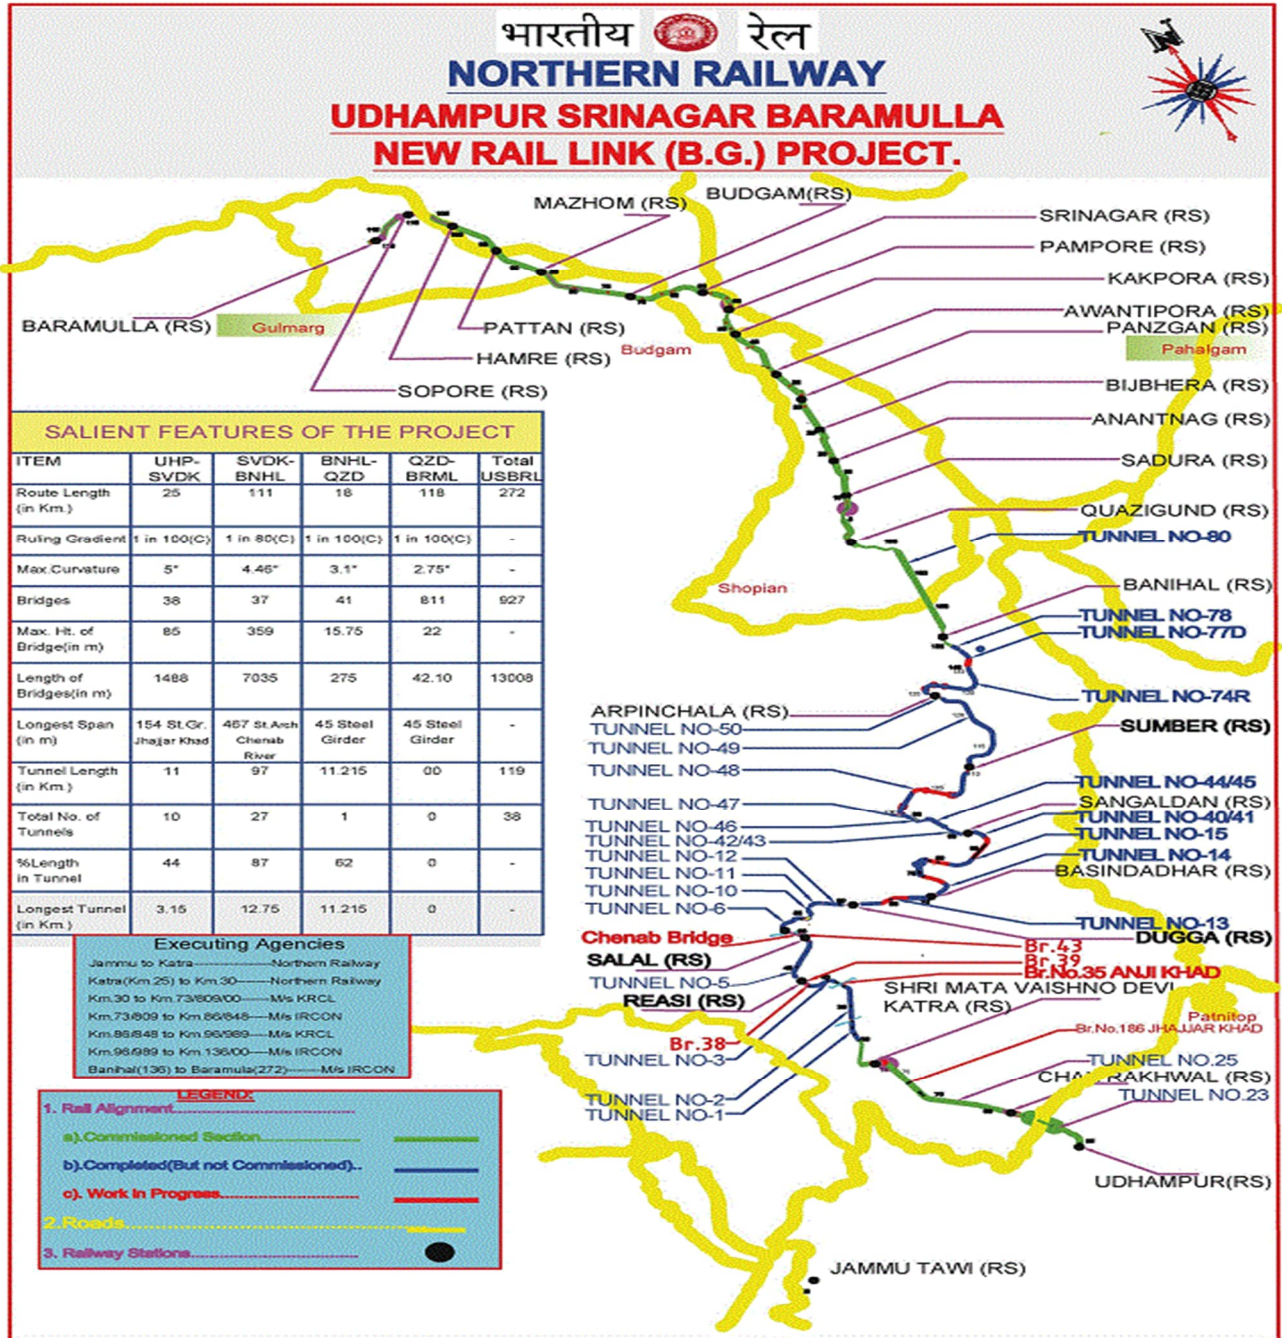 भारतीय रेल
NORTHERN RAILWAY
UDHAMPUR SRINAGAR BARAMULLA
NEW RAIL LINK (B.G.) PROJECT.
N
MAZHOM (RS)
BUDGAM(RS)
SRINAGAR (RS)
PAMPORE (RS)
KAKPORA (RS)
AWANTIPORA (RS)
PANZGAN (RS)
Pahalgam
BIJBHERA (RS)
ANANTNAG (RS)
SADURA (RS)
QUAZIGUND (RS)
TUNNEL NO-80
BANIHAL (RS)
TUNNEL NO-78
TUNNEL NO-77D
TUNNEL NO-74R
SUMBER (RS)
BARAMULLA (RS)
Gulmarg
PATTAN (RS)
HAMRE (RS)
SOPORE (RS)
Budgam
Shopian
SALIENT FEATURES OF THE PROJECT
ITEM UHP-SVDK SVDK-BNHL BNHL-QZD QZD-BRML Total USBRL
Route Length (in Km.) 25 111 18 118 272
Ruling Gradient 1 in 100(C) 1 in 80(C) 1 in 100(C) 1 in 100(C) -
Max.Curvature 5° 4.46° 3.1° 2.75° -
Bridges 38 37 41 811 927
Max. Ht. of Bridge(in m) 85 359 15.75 22 -
Length of Bridges(in m) 1488 7035 275 42.10 13008
Longest Span (in m) 154 St.Gr. Jhajjar Khad 467 St.Arch Chenab River 45 Steel Girder 45 Steel Girder -
Tunnel Length (in Km.) 11 97 11.215 00 119
Total No. of Tunnels 10 27 1 0 38
%Length in Tunnel 44 87 62 0 -
Longest Tunnel (in Km.) 3.15 12.75 11.215 0 -
ARPINCHALA (RS)
TUNNEL NO-50
TUNNEL NO-49
TUNNEL NO-48
TUNNEL NO-47
TUNNEL NO-46
TUNNEL NO-42/43
TUNNEL NO-12
TUNNEL NO-11
TUNNEL NO-10
TUNNEL NO-6
Chenab Bridge
SALAL (RS)
TUNNEL NO-5
REASI (RS)
Br.38
TUNNEL NO-3
TUNNEL NO-2
TUNNEL NO-1
TUNNEL NO-44/45
SANGALDAN (RS)
TUNNEL NO-40/41
TUNNEL NO-15
TUNNEL NO-14
BASINDADHAR (RS)
TUNNEL NO-13
DUGGA (RS)
Br.43
Br.39
Br.No.35 ANJI KHAD
SHRI MATA VAISHNO DEVI
KATRA (RS)
Patnitop
Br.No.186 JHAJJAR KHAD
TUNNEL NO.25
(RS)
TUNNEL NO.23
UDHAMPUR(RS)
JAMMU TAWI (RS)
Executing Agencies
Jammu to Katra-----Northern Railway
Katra(Km.25) to Km.30-----Northern Railway
Km.30 to Km.73/809/00----M/s KRCL
Km.73/809 to Km.86/848----M/s IRCON
Km.86/848 to Km.96/989----M/s KRCL
Km.96/989 to Km.136/00----M/s IRCON
Banihal(136) to Baramula(272)-----M/s IRCON
LEGEND:
1. Rail Alignment
a).Commissioned Section
b).Completed(But not Commissioned)..
c). Work In Progress
2.Roads
3. Railway Stations